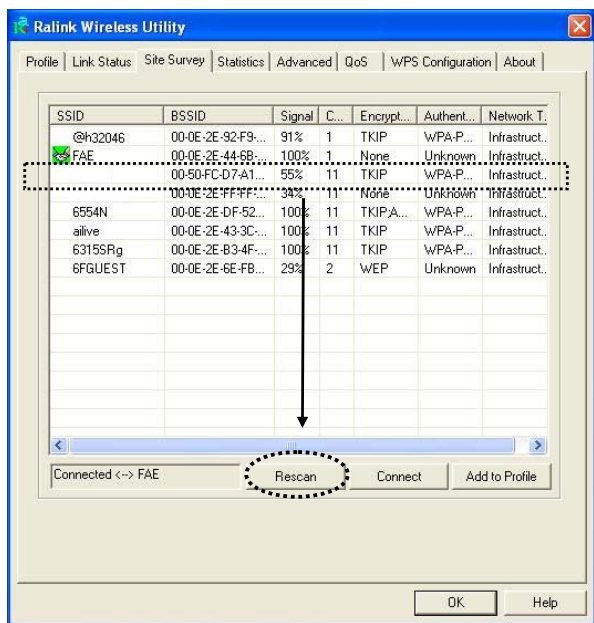 Ralink Wireless Utility
Profile Link Status Site Survey Statistics Advanced QoS WPS Configuration About
SSID BSSID Signal C... Encrypt... Authent... Network T.
@h32046 00-0E-2E-92-F9-... 91% 1 TKIP WPA-P... Infrastruct..
FAE 00-0E-2E-44-6B-... 100% 1 None Unknown Infrastruct..
00-50-FC-D7-A1... 55% 11 TKIP WPA-P... Infrastruct..
00-0E-2E-FF-FF-... 34% 11 None Unknown Infrastruct..
6554N 00-0E-2E-DF-52... 100% 11 TKIP;A... WPA-P... Infrastruct..
ailive 00-0E-2E-43-3C-... 100% 11 TKIP WPA-P... Infrastruct..
6315SRg 00-0E-2E-B3-4F-... 100% 11 TKIP WPA-P... Infrastruct..
6FGUEST 00-0E-2E-6E-FB... 29% 2 WEP Unknown Infrastruct..
Connected <--> FAE Rescan Connect Add to Profile
OK Help